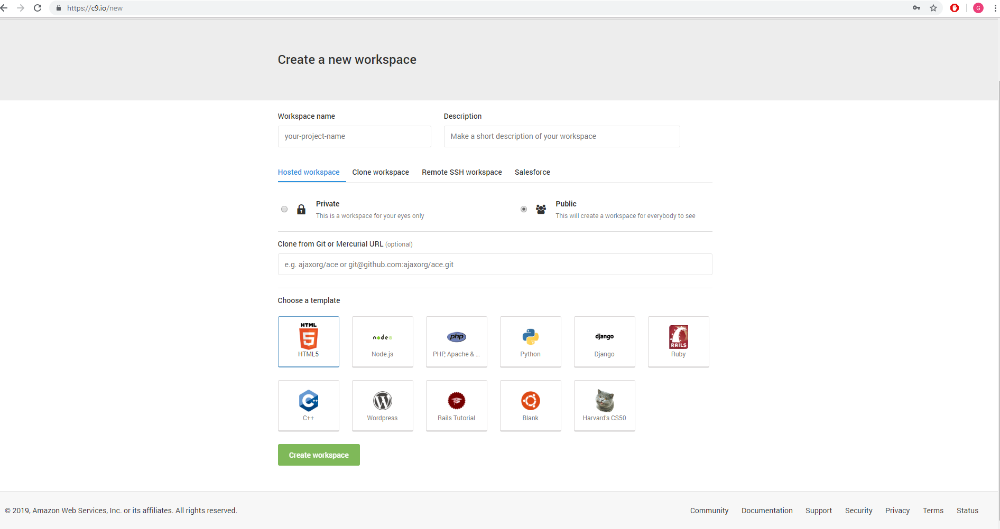 https://c9.io/new
G
Create a new workspace
Workspace name
Description
your-project-name
Make a short description of your workspace
Hosted workspace
Clone workspace
Remote SSH workspace
Salesforce
Private
This is a workspace for your eyes only
Public
This will create a workspace for everybody to see
Clone from Git or Mercurial URL (optional)
e.g. ajaxorg/ace or git@github.com:ajaxorg/ace.git
Choose a template
HTML
5
HTML5
node
Node.js
php
PHP, Apache & ...
Python
django
Django
RAILS
Ruby
C++
C++
W
Wordpress
Rails Tutorial
Blank
Harvard's CS50
Create workspace
© 2019, Amazon Web Services, Inc. or its affiliates. All rights reserved.
Community
Documentation
Support
Security
Privacy
Terms
Status